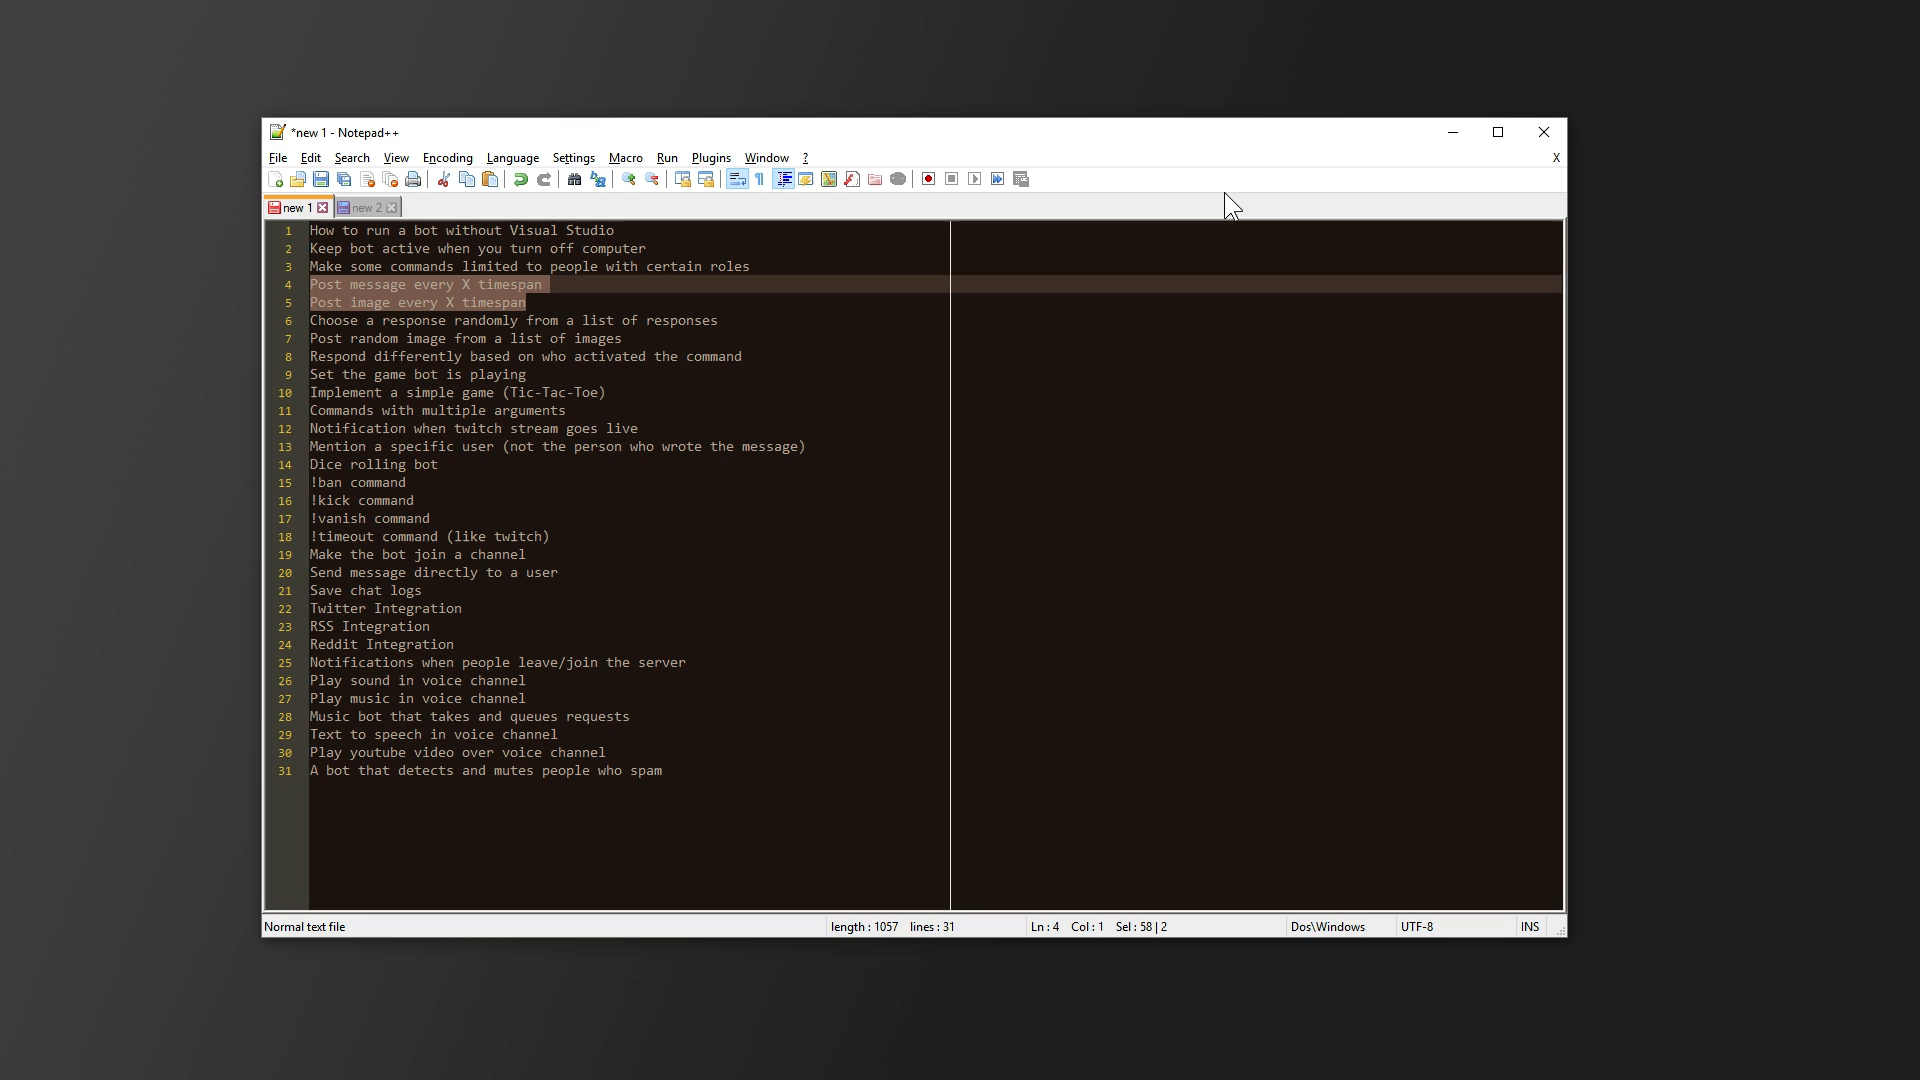 *new 1 - Notepad++
File Edit Search View Encoding Language Settings Macro Run Plugins Window ? X
new 1 new 2
1 How to run a bot without Visual Studio
2 Keep bot active when you turn off computer
3 Make some commands limited to people with certain roles
4 Post message every X timespan
5 Post image every X timespan
6 Choose a response randomly from a list of responses
7 Post random image from a list of images
8 Respond differently based on who activated the command
9 Set the game bot is playing
10 Implement a simple game (Tic-Tac-Toe)
11 Commands with multiple arguments
12 Notification when twitch stream goes live
13 Mention a specific user (not the person who wrote the message)
14 Dice rolling bot
15 !ban command
16 !kick command
17 !vanish command
18 !timeout command (like twitch)
19 Make the bot join a channel
20 Send message directly to a user
21 Save chat logs
22 Twitter Integration
23 RSS Integration
24 Reddit Integration
25 Notifications when people leave/join the server
26 Play sound in voice channel
27 Play music in voice channel
28 Music bot that takes and queues requests
29 Text to speech in voice channel
30 Play youtube video over voice channel
31 A bot that detects and mutes people who spam
Normal text file length : 1057 lines : 31 Ln : 4 Col : 1 Sel : 58 | 2 Dos\Windows UTF-8 INS